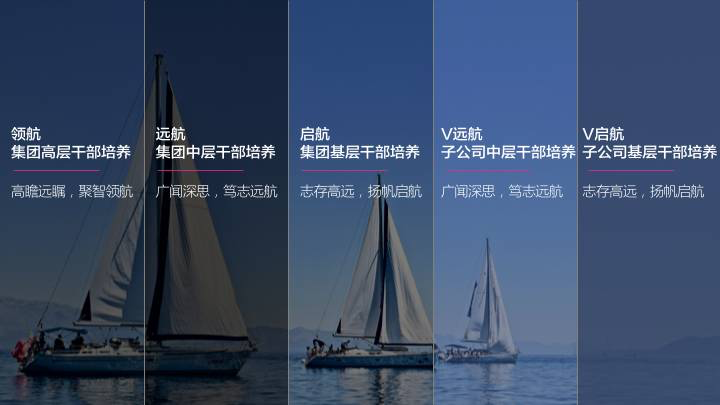 领航
集团高层干部培养
高瞻远瞩，聚智领航
远航
集团中层干部培养
广闻深思，笃志远航
启航
集团基层干部培养
志存高远，扬帆启航
V远航
子公司中层干部培养
广闻深思，笃志远航
V启航
子公司基层干部培养
志存高远，扬帆启航